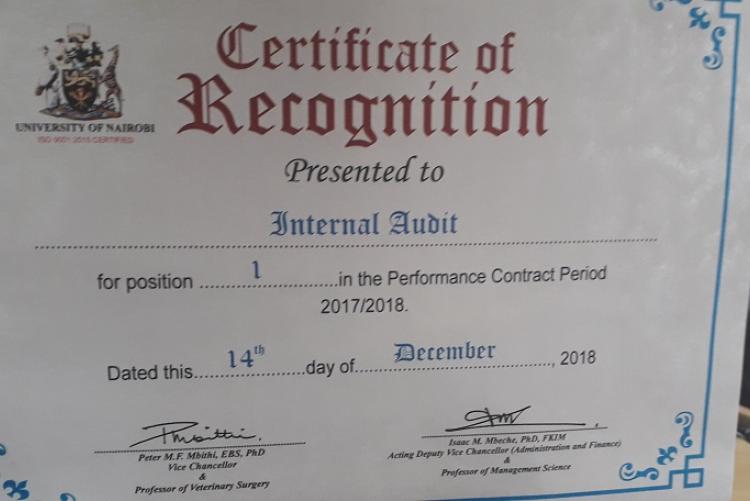 Certificate of
Recognition
UNIVERSITY OF NAIROBI
ISO 9001:2015 CERTIFIED
Presented to
Internal Audit
for position 1 in the Performance Contract Period
2017/2018.
Dated this 14th day of December, 2018
Pmbithi.
Peter M.F. Mbithi, EBS, PhD
Vice Chancellor
&
Professor of Veterinary Surgery
Isaac M. Mbeche, PhD, FKIM
Acting Deputy Vice Chancellor (Administration and Finance)
&
Professor of Management Science